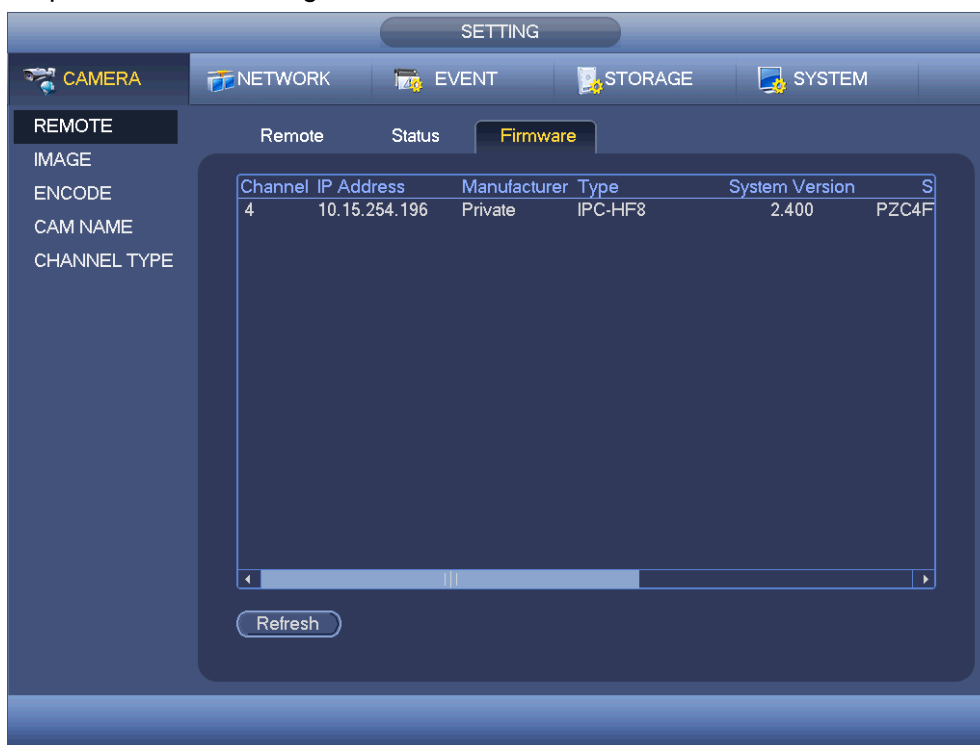 SETTING
CAMERA NETWORK EVENT STORAGE SYSTEM
REMOTE
IMAGE
ENCODE
CAM NAME
CHANNEL TYPE
Remote Status Firmware
Channel IP Address Manufacturer Type System Version S
4 10.15.254.196 Private IPC-HF8 2.400 PZC4F
Refresh